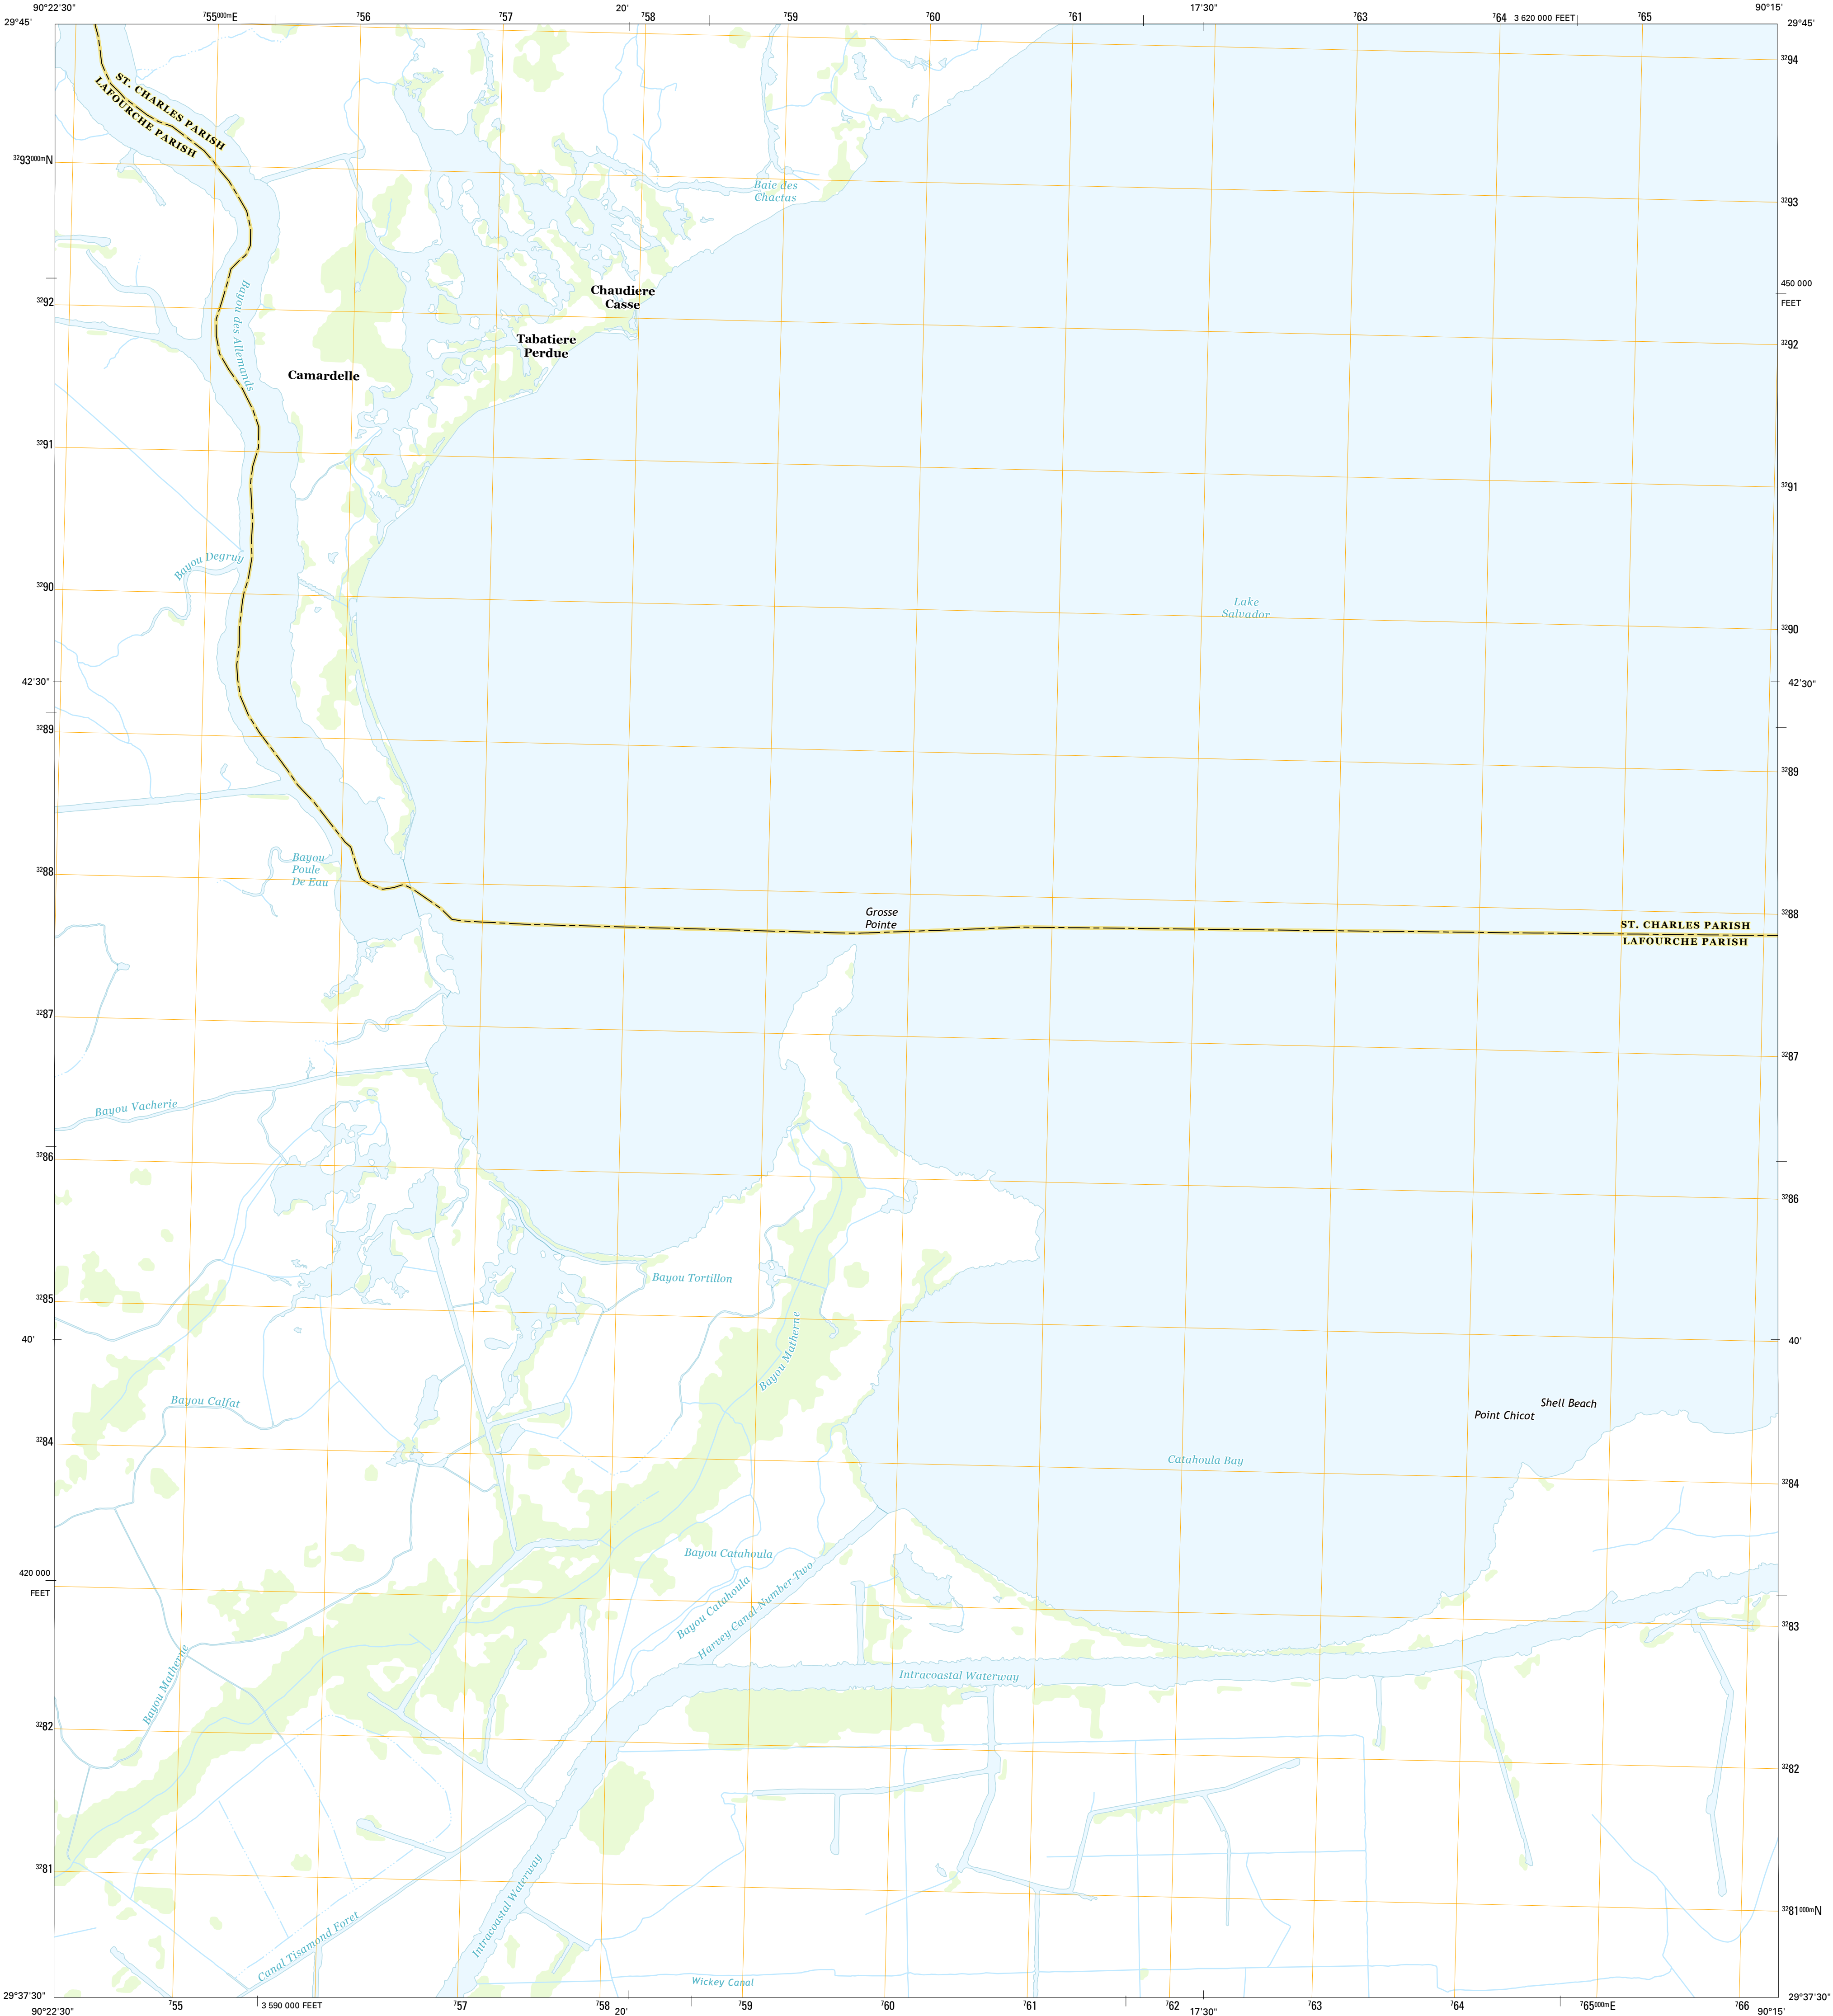 90°22'30"
⁷55⁰⁰⁰ᵐE
⁷56
⁷57
20'
⁷58
⁷59
⁷60
⁷61
17'30"
⁷63
⁷64
3 620 000 FEET
⁷65
90°15'
29°45'
29°45'
³²94
ST. CHARLES PARISH
LAFOURCHE PARISH
³²93⁰⁰⁰ᵐN
Baie des
Chactas
³²93
Bayou des Allemands
Chaudiere
Casse
450 000
FEET
³²92
Tabatiere
Perdue
³²92
Camardelle
³²91
³²91
Bayou Degruy
³²90
Lake
Salvador
³²90
42'30"
42'30"
³²89
³²89
Bayou
Poule
De Eau
³²88
Grosse
Pointe
³²88
ST. CHARLES PARISH
LAFOURCHE PARISH
³²87
³²87
Bayou Vacherie
³²86
³²86
Bayou Tortillon
³²85
40'
40'
Bayou Matherne
Bayou Calfat
Shell Beach
Point Chicot
³²84
Catahoula Bay
³²84
Bayou Catahoula
420 000
FEET
Bayou Catahoula
Harvey Canal Number Two
³²83
Bayou Matherne
Intracoastal Waterway
³²82
³²82
³²81
Intracoastal Waterway
³²81⁰⁰⁰ᵐN
Canal Tisamond Foret
Wickey Canal
29°37'30"
29°37'30"
90°22'30"
⁷55
3 590 000 FEET
⁷57
⁷58
20'
⁷59
⁷60
⁷61
⁷62
17'30"
⁷63
⁷64
⁷65⁰⁰⁰ᵐE
⁷66
90°15'